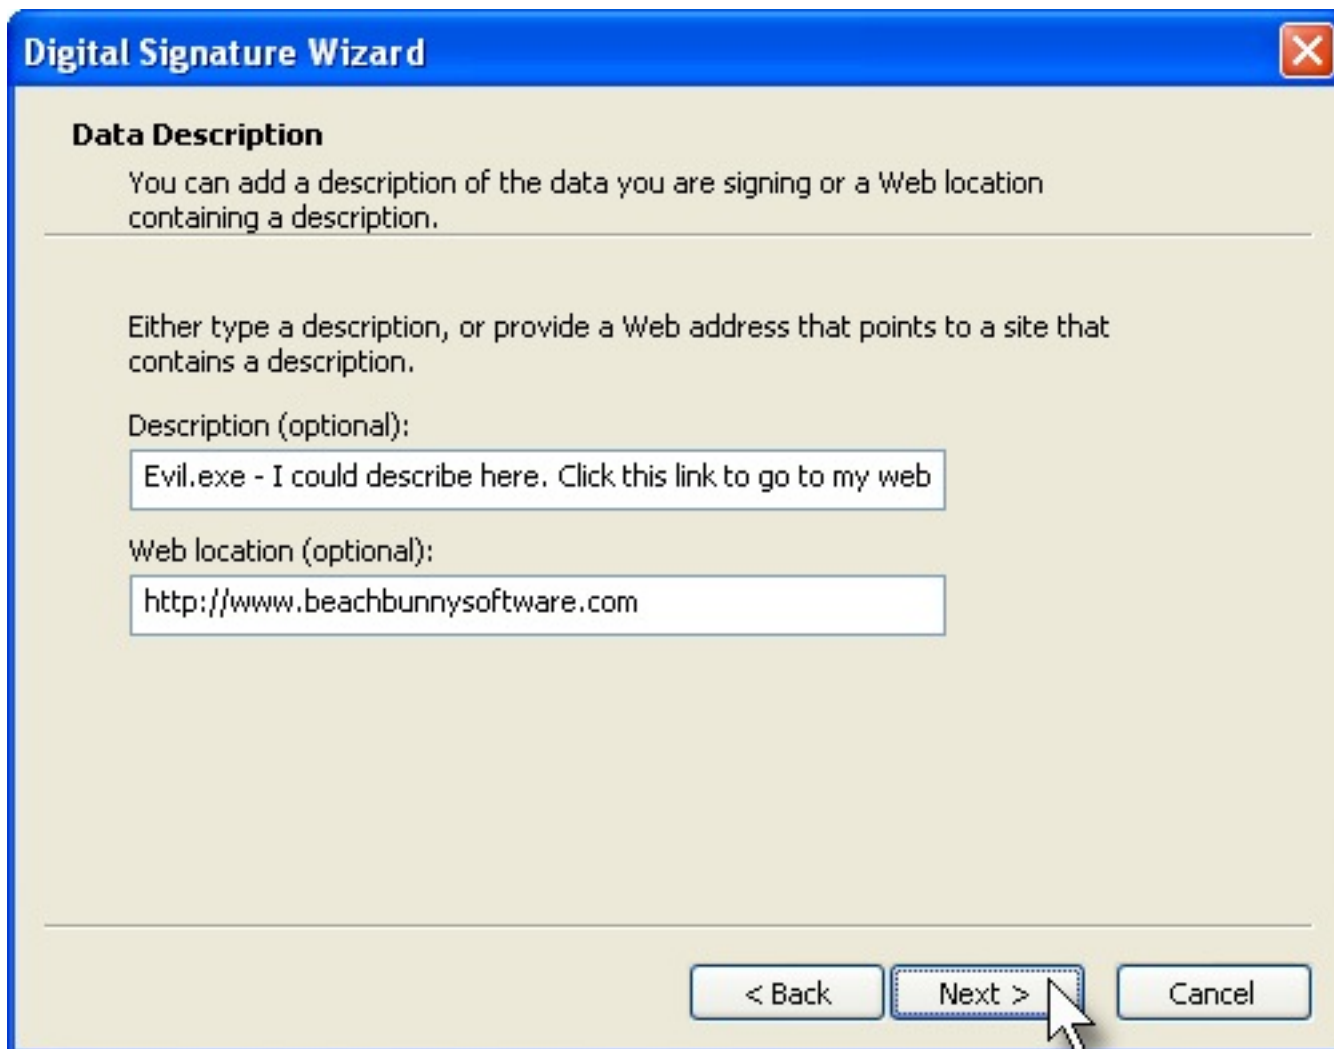 Digital Signature Wizard
Data Description
You can add a description of the data you are signing or a Web location
containing a description.
Either type a description, or provide a Web address that points to a site that
contains a description.
Description (optional):
Evil.exe - I could describe here. Click this link to go to my web
Web location (optional):
http://www.beachbunnysoftware.com
< Back
Next >
Cancel